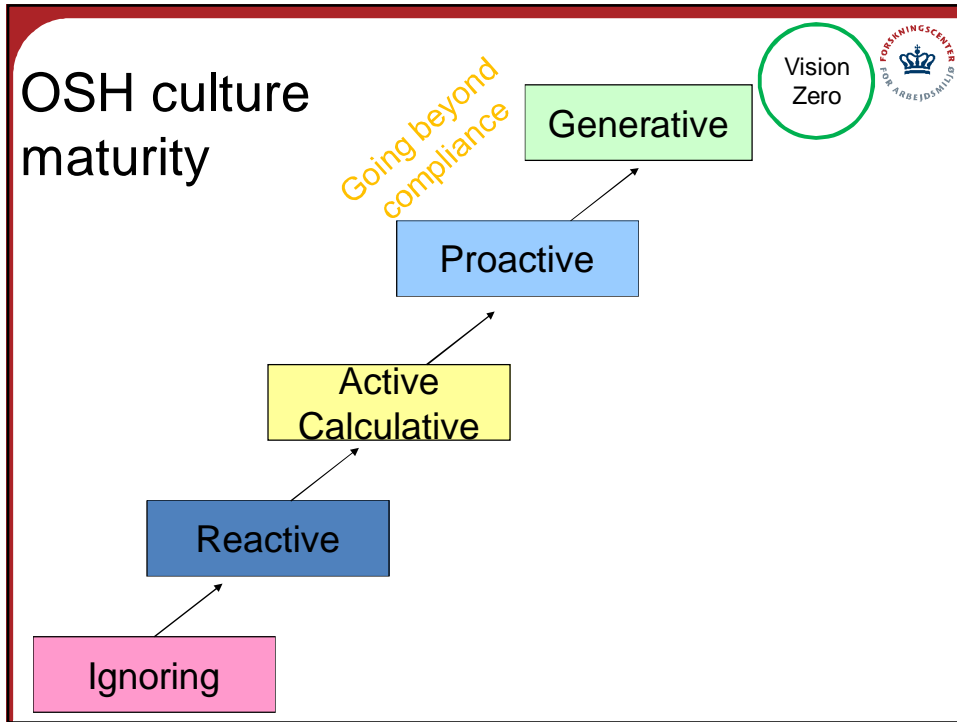 OSH culture
maturity
Going beyond
compliance
Vision
Zero
FORSKNINGSCENTER
FOR ARBEJDSMILJØ
Generative
Proactive
Active
Calculative
Reactive
Ignoring